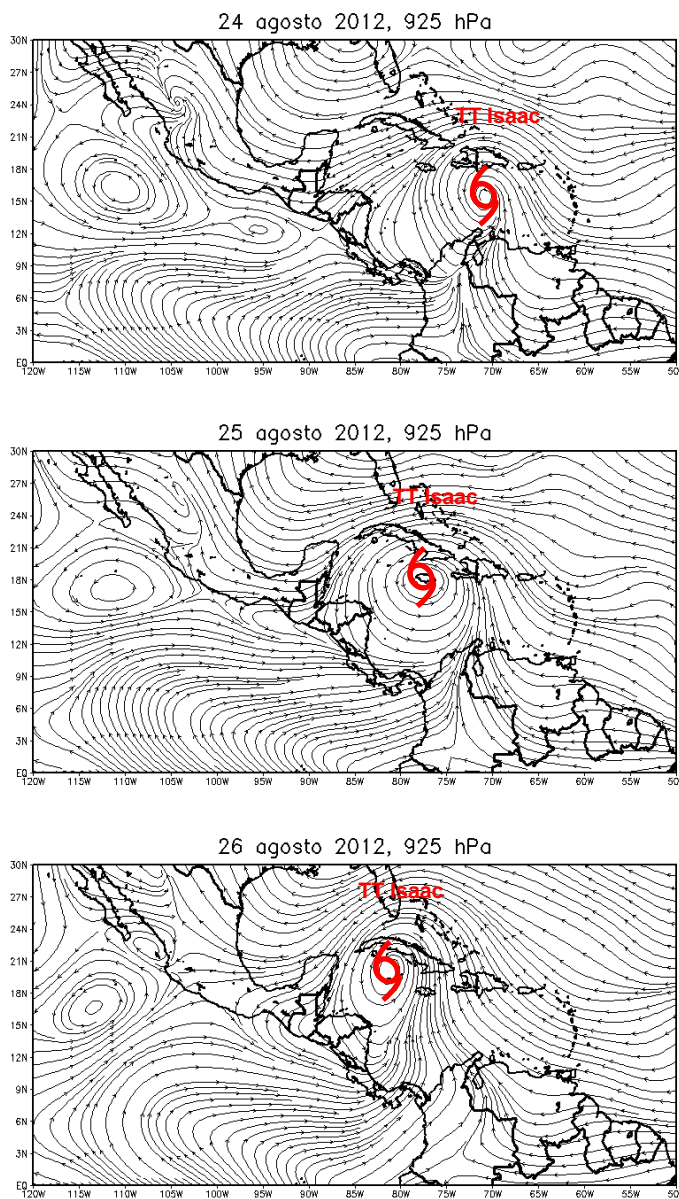 24 agosto 2012, 925 hPa
30N
27N
24N
TT Isaac
21N
18N
15N
12N
9N
6N
3N
EQ
120W 115W 110W 105W 100W 95W 90W 85W 80W 75W 70W 65W 60W 55W 50
25 agosto 2012, 925 hPa
30N
27N
TT Isaac
24N
21N
18N
15N
12N
9N
6N
3N
EQ
120W 115W 110W 105W 100W 95W 90W 85W 80W 75W 70W 65W 60W 55W 50
26 agosto 2012, 925 hPa
30N
27N
TT Isaac
24N
21N
18N
15N
12N
9N
6N
3N
EQ
120W 115W 110W 105W 100W 95W 90W 85W 80W 75W 70W 65W 60W 55W 50